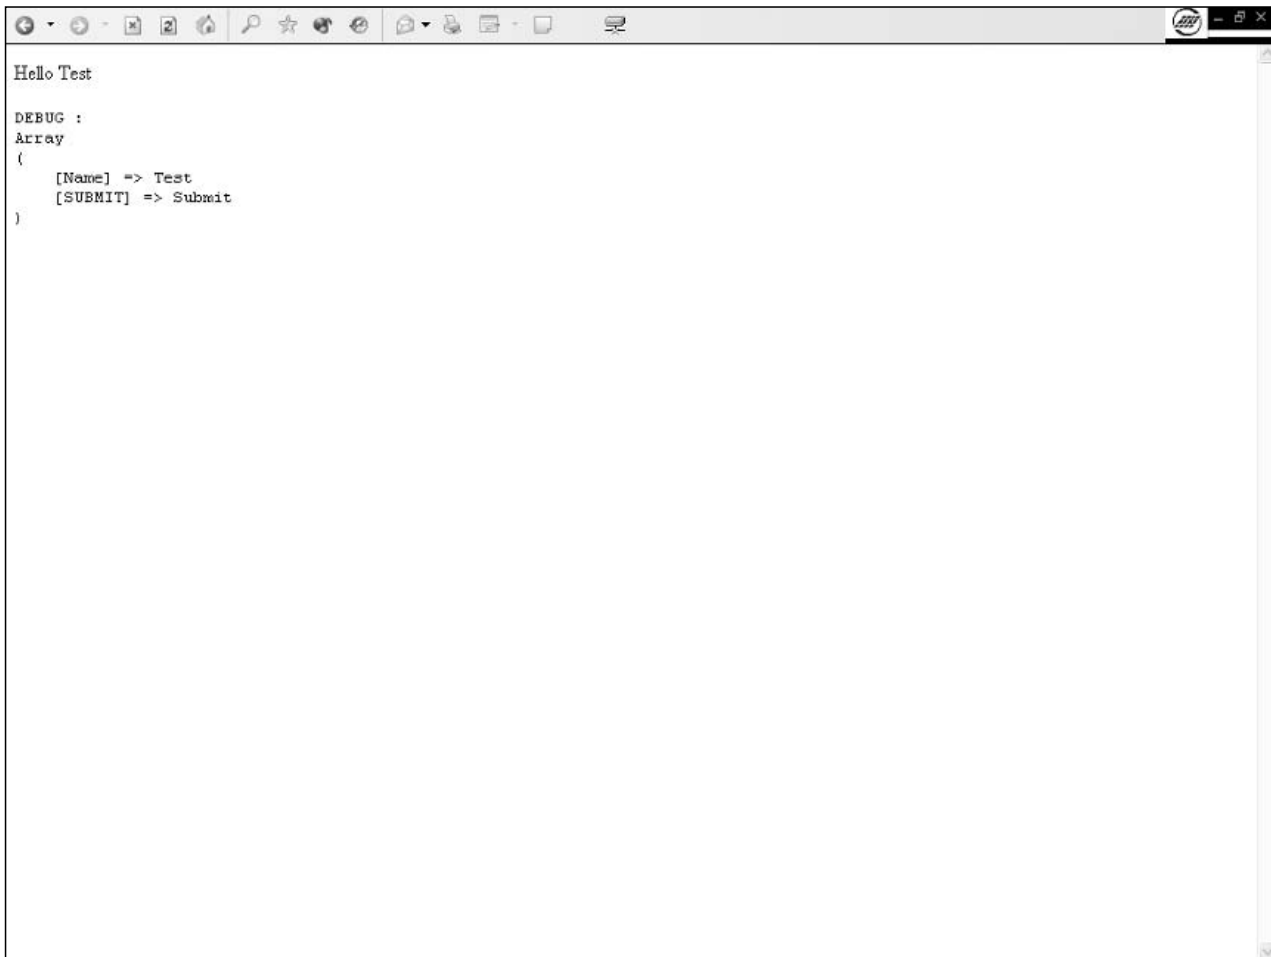 Hello Test
DEBUG :
Array
(
    [Name] => Test
    [SUBMIT] => Submit
)